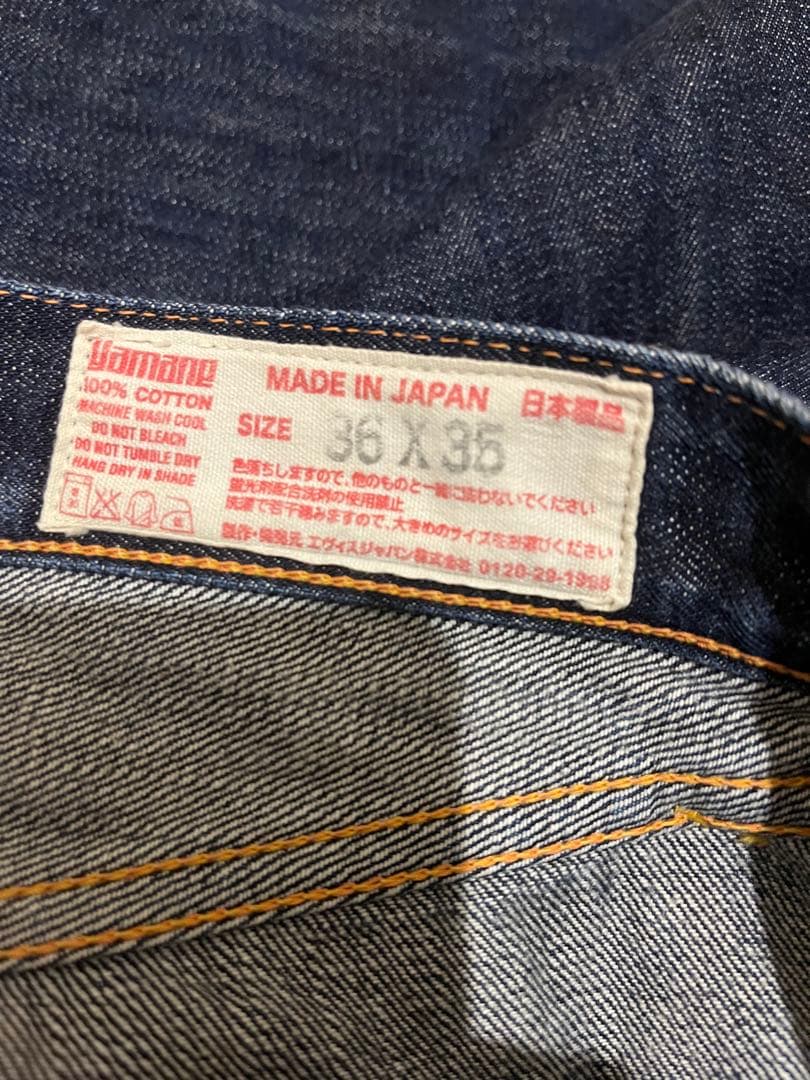 Yamane
100% COTTON
MACHINE WASH COOL
DO NOT BLEACH
DO NOT TUMBLE DRY
HANG DRY IN SHADE
MADE IN JAPAN 日本製品
SIZE 36 X 35
色落ちしますので、他のものと一緒に洗わないでください
蛍光剤配合洗剤の使用禁止
洗濯で若干縮みますので、大きめのサイズをお選びください
製作・発売元 エヴィスジャパン株式会社 0120-29-1998